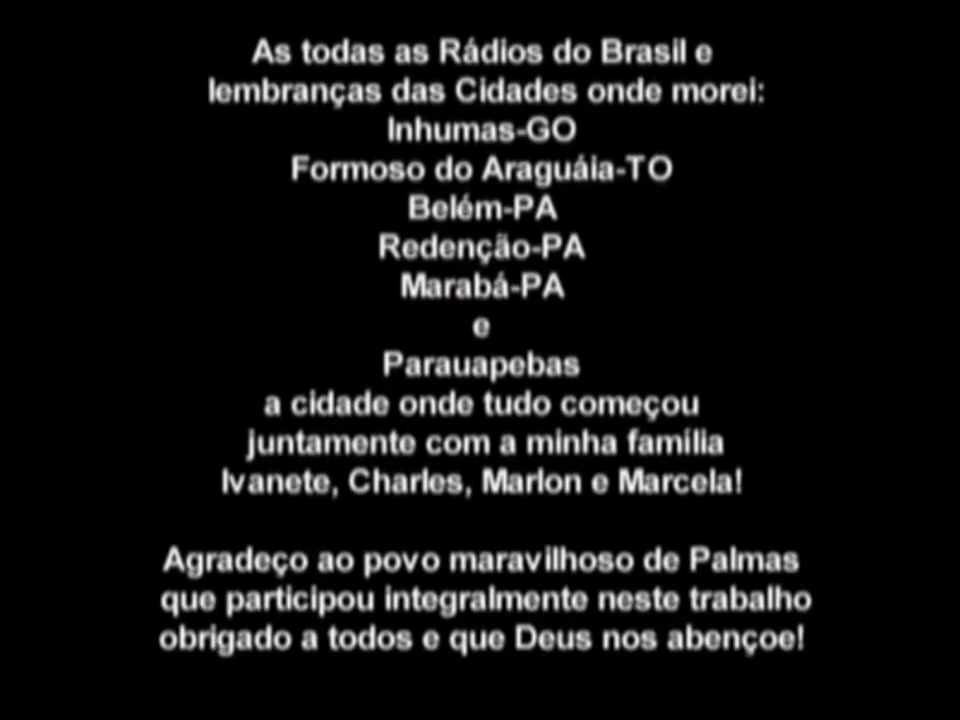 As todas as Rádios do Brasil e
lembranças das Cidades onde morei:
Inhumas-GO
Formoso do Araguáia-TO
Belém-PA
Redenção-PA
Marabá-PA
e
Parauapebas
a cidade onde tudo começou
juntamente com a minha família
Ivanete, Charles, Marlon e Marcela!
Agradeço ao povo maravilhoso de Palmas
que participou integralmente neste trabalho
obrigado a todos e que Deus nos abençoe!